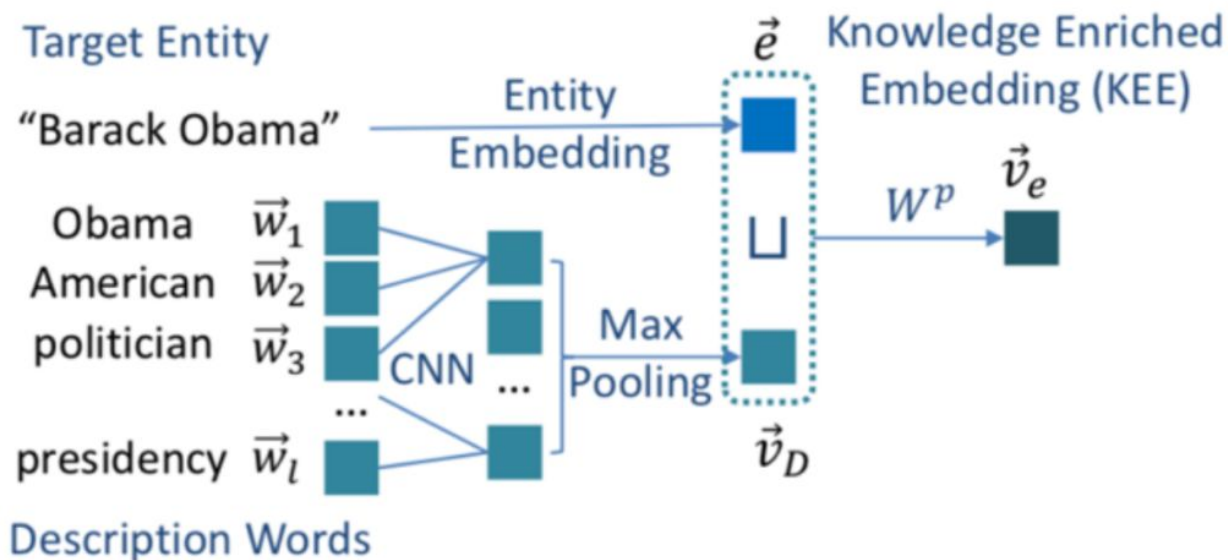 Target Entity
"Barack Obama"
Entity
Embedding
e⃗
Knowledge Enriched
Embedding (KEE)
Obama w⃗₁
American w⃗₂
politician w⃗₃
...
presidency w⃗ₗ
Description Words
CNN
...
Max
Pooling
⊔
v⃗_D
Wᵖ
v⃗ₑ